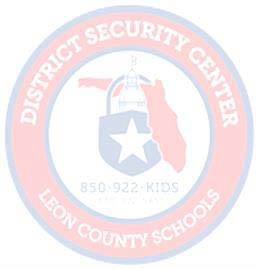 DISTRICT SECURITY CENTER
850-922-KIDS
LEON COUNTY SCHOOLS